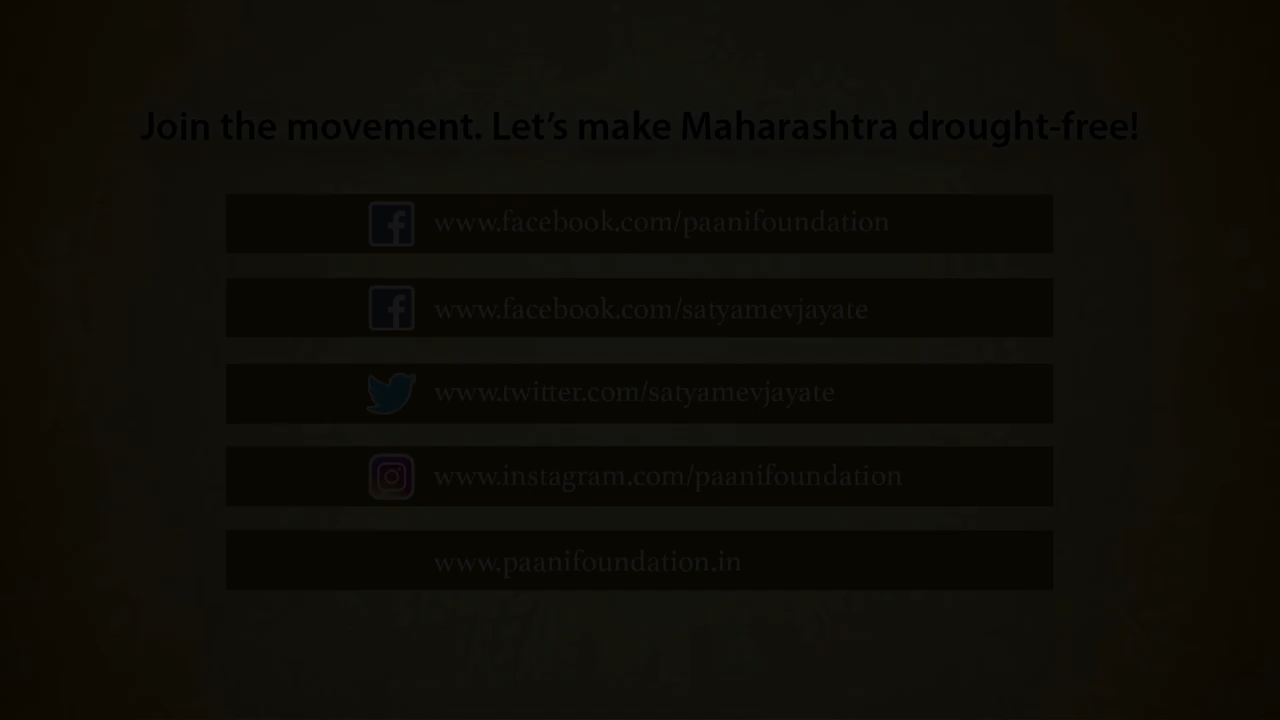 Join the movement. Let's make Maharashtra drought-free!
www.facebook.com/paanifoundation
www.facebook.com/satyamevjayate
www.twitter.com/satyamevjayate
www.instagram.com/paanifoundation
www.paanifoundation.in